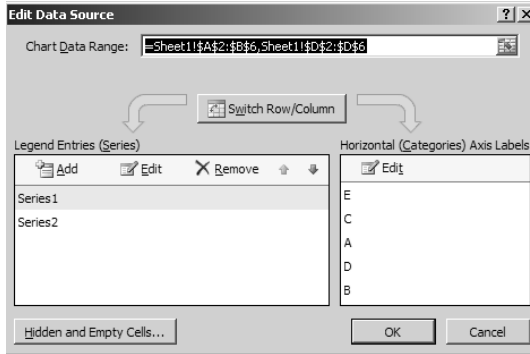 Edit Data Source
Chart Data Range: =Sheet1!$A$2:$B$6,Sheet1!$D$2:$D$6
Switch Row/Column
Legend Entries (Series)
Add Edit Remove
Series1
Series2
Horizontal (Categories) Axis Labels
Edit
E
C
A
D
B
Hidden and Empty Cells... OK Cancel